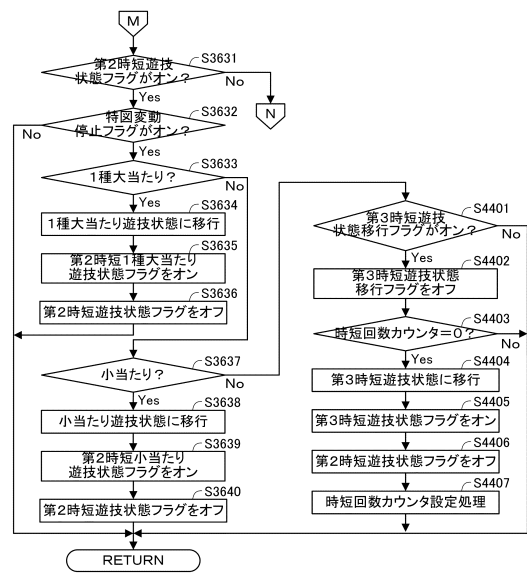 M
第2時短遊技
状態フラグがオン？
S3631
No
Yes
N
特図変動
停止フラグがオン？
S3632
No
Yes
1種大当たり？
S3633
No
Yes
1種大当たり遊技状態に移行
S3634
第2時短1種大当たり
遊技状態フラグをオン
S3635
第2時短遊技状態フラグをオフ
S3636
小当たり？
S3637
No
Yes
小当たり遊技状態に移行
S3638
第2時短小当たり
遊技状態フラグをオン
S3639
第2時短遊技状態フラグをオフ
S3640
第3時短遊技
状態移行フラグがオン？
S4401
No
Yes
第3時短遊技状態
移行フラグをオフ
S4402
時短回数カウンタ＝0？
S4403
No
Yes
第3時短遊技状態に移行
S4404
第3時短遊技状態フラグをオン
S4405
第2時短遊技状態フラグをオフ
S4406
時短回数カウンタ設定処理
S4407
RETURN